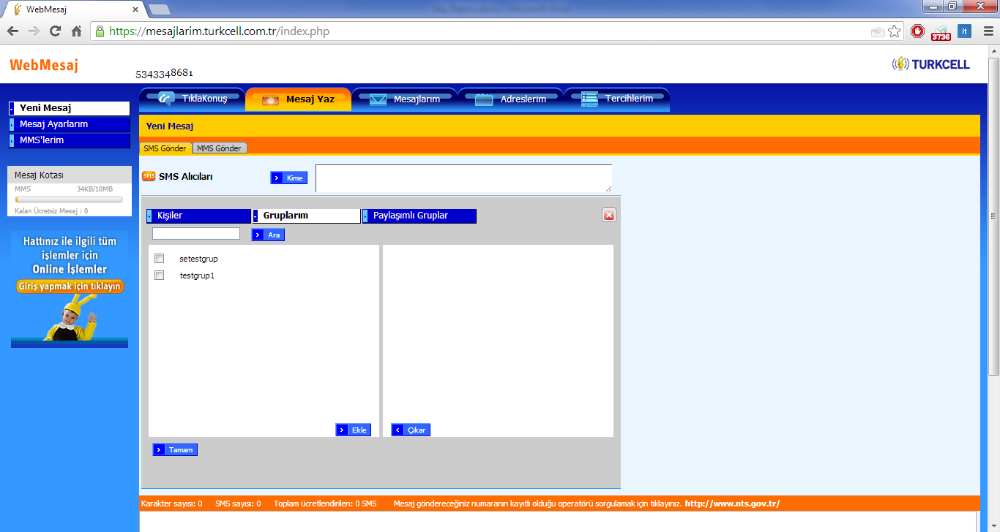 WebMesaj
https://mesajlarim.turkcell.com.tr/index.php
3736
It
WebMesaj
5343348681
TURKCELL
TıklaKonuş
Mesaj Yaz
Mesajlarım
Adreslerim
Tercihlerim
Yeni Mesaj
Mesaj Ayarlarım
MMS'lerim
Yeni Mesaj
SMS Gönder
MMS Gönder
Mesaj Kotası
MMS 34KB/10MB
Kalan Ücretsiz Mesaj : 0
SMS SMS Alıcıları
Kime
Kişiler
Gruplarım
Paylaşımlı Gruplar
Ara
setestgrup
testgrup1
Ekle
Çıkar
Tamam
Hattınız ile ilgili tüm
işlemler için
Online İşlemler
Giriş yapmak için tıklayın
Karakter sayısı: 0 SMS sayısı: 0 Toplam ücretlendirilen: 0 SMS Mesaj göndereceğiniz numaranın kayıtlı olduğu operatörü sorgulamak için tıklayınız. http://www.nts.gov.tr/